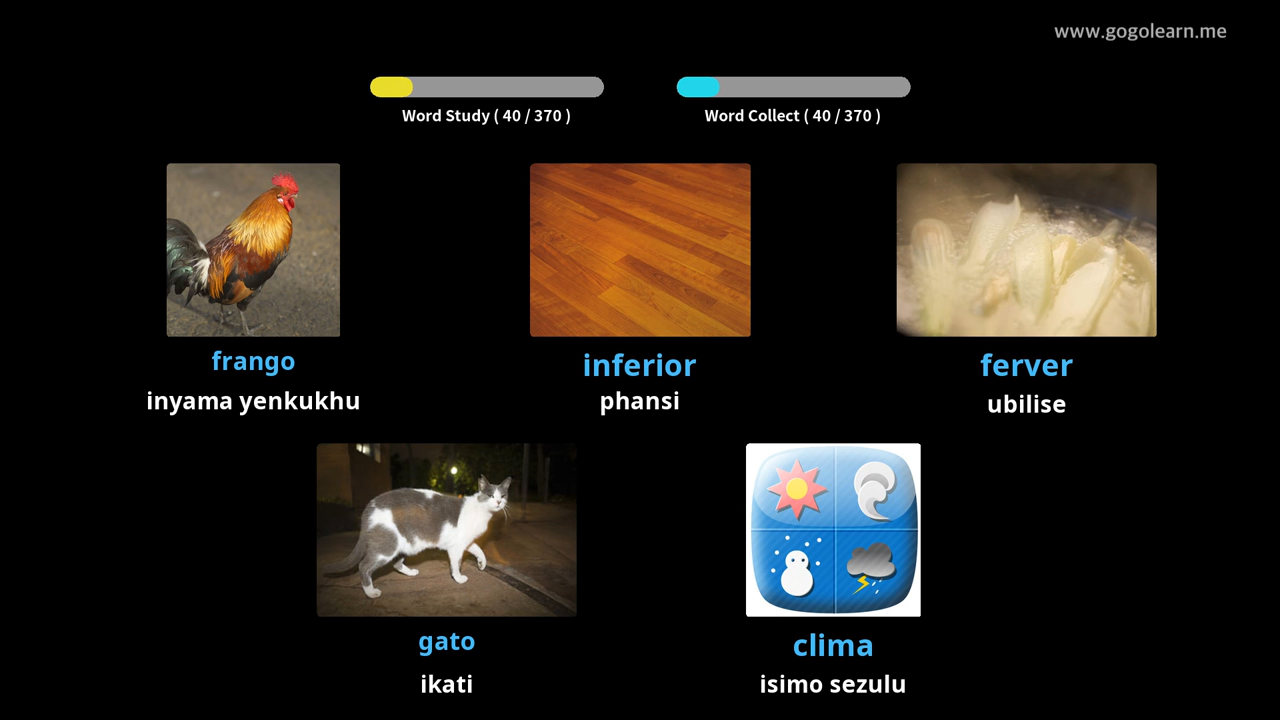 www.gogolearn.me
Word Study ( 40 / 370 )
Word Collect ( 40 / 370 )
frango
inyama yenkukhu
inferior
phansi
ferver
ubilise
gato
ikati
clima
isimo sezulu